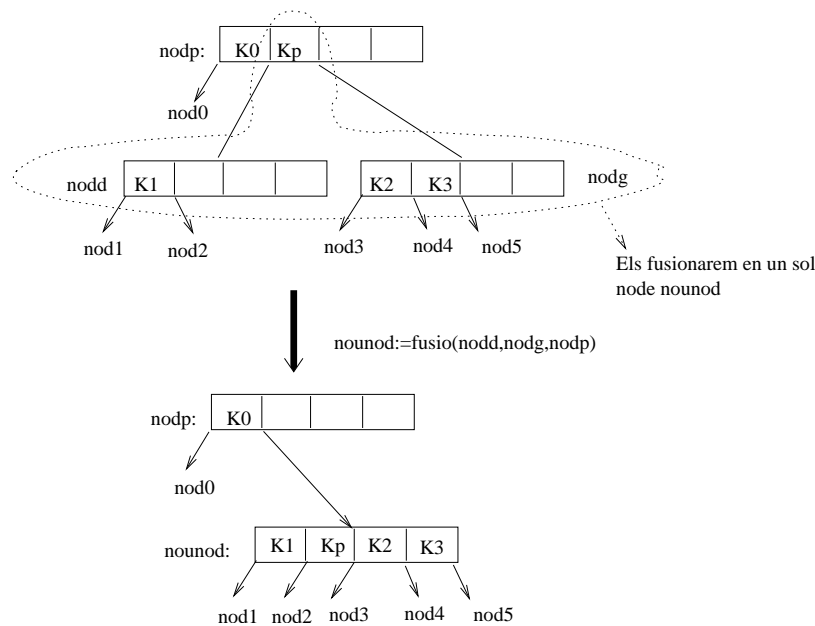 nodp: K0 Kp
nod0
nodd K1 K2 K3 nodg
nod1 nod2 nod3 nod4 nod5
Els fusionarem en un sol
node nounod
nounod:=fusio(nodd,nodg,nodp)
nodp: K0
nod0
nounod: K1 Kp K2 K3
nod1 nod2 nod3 nod4 nod5